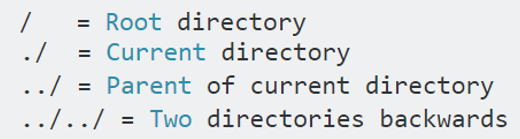 /   = Root directory
./  = Current directory
../ = Parent of current directory
../../ = Two directories backwards